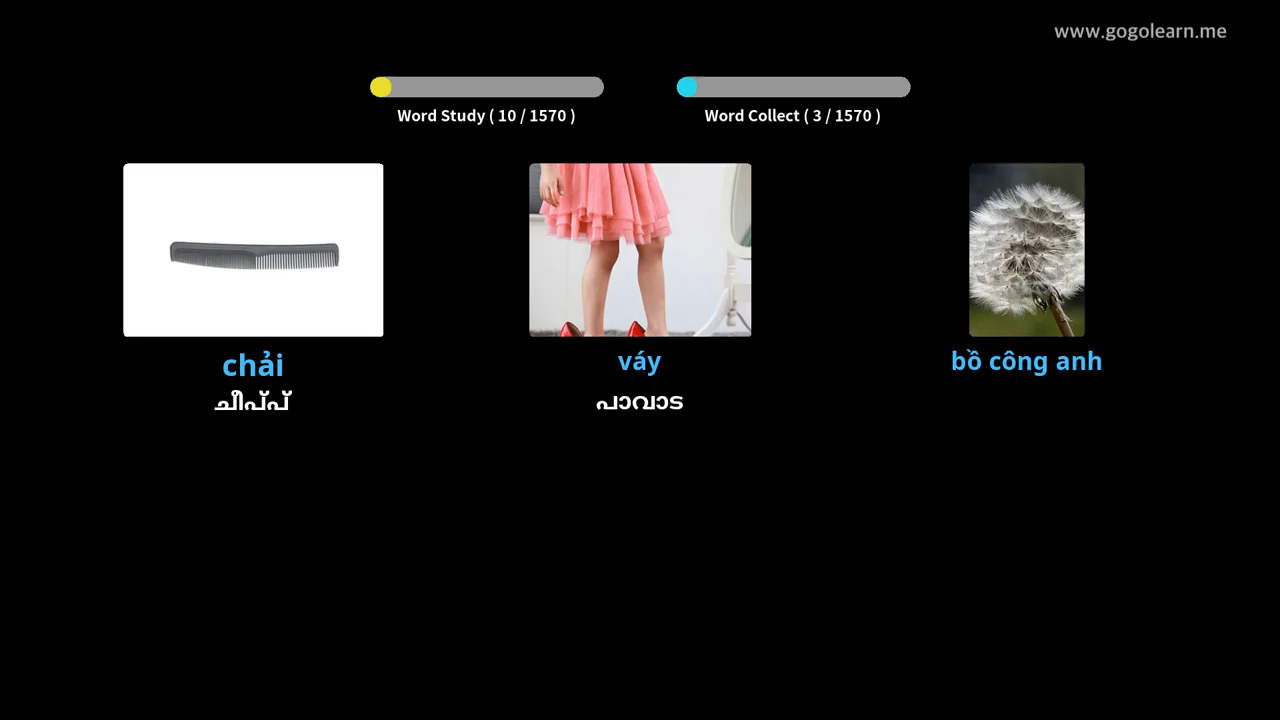 www.gogolearn.me
Word Study ( 10 / 1570 )
Word Collect ( 3 / 1570 )
chải
váy
bồ công anh
ചീപ്പ്
പാവാട